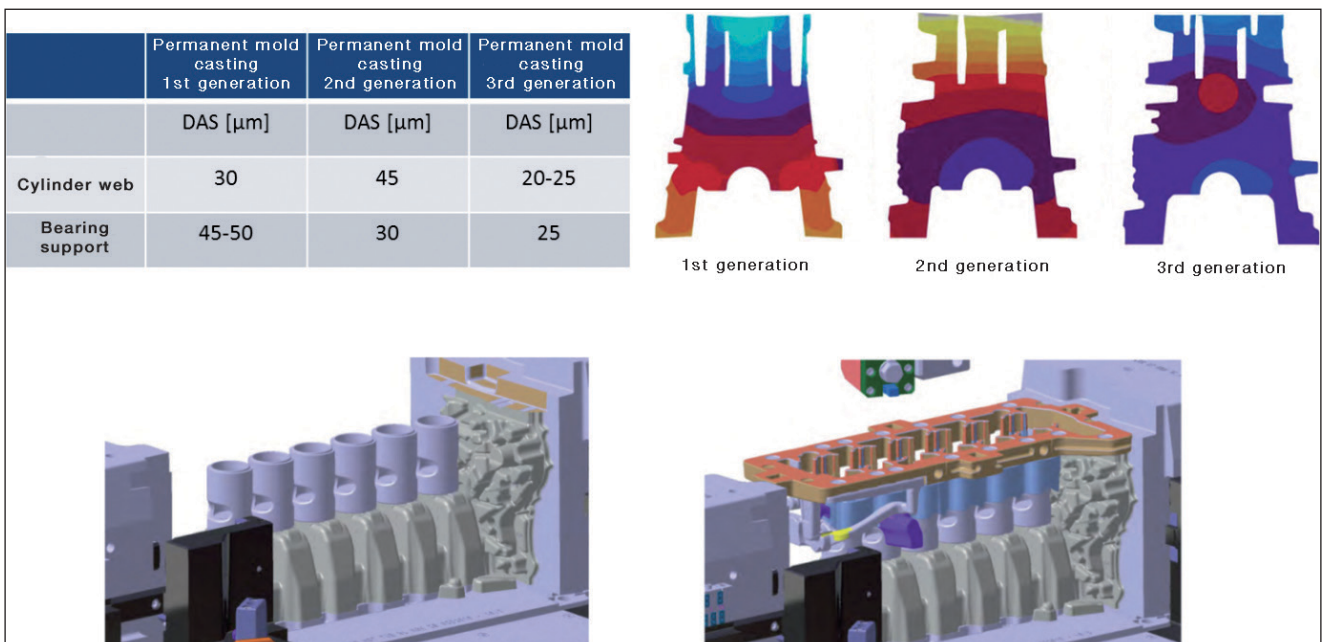 Permanent mold casting 1st generation
Permanent mold casting 2nd generation
Permanent mold casting 3rd generation
DAS [µm] DAS [µm] DAS [µm]
Cylinder web 30 45 20-25
Bearing support 45-50 30 25
1st generation 2nd generation 3rd generation